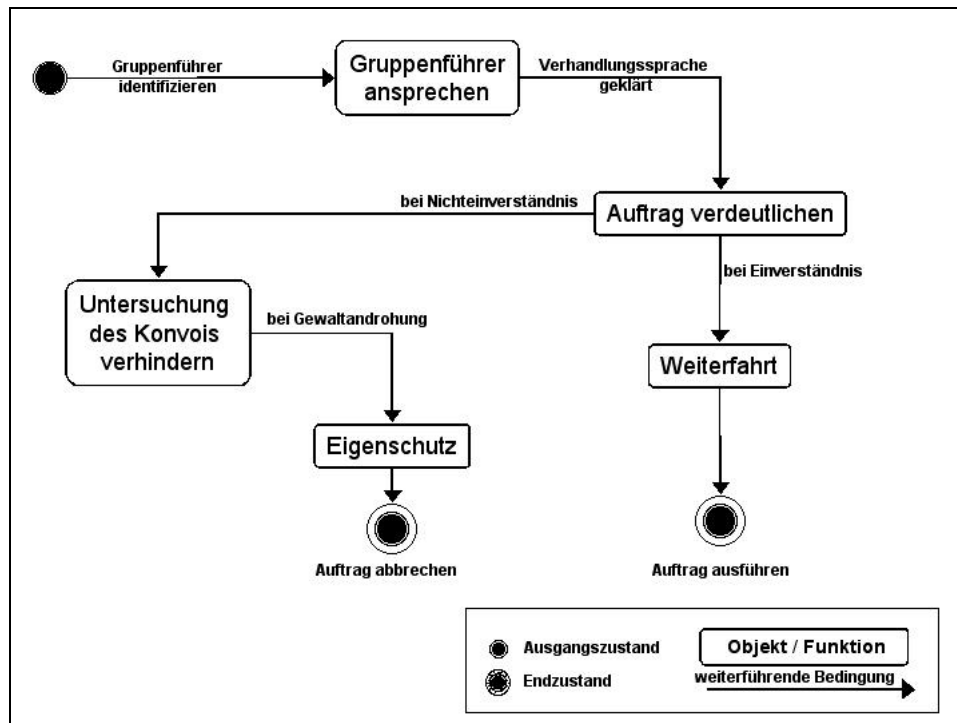 Gruppenführer
identifizieren
Gruppenführer
ansprechen
Verhandlungssprache
geklärt
bei Nichteinverständnis
Auftrag verdeutlichen
bei Einverständnis
Untersuchung
des Konvois
verhindern
bei Gewaltandrohung
Weiterfahrt
Eigenschutz
Auftrag abbrechen
Auftrag ausführen
Ausgangszustand
Objekt / Funktion
Endzustand
weiterführende Bedingung